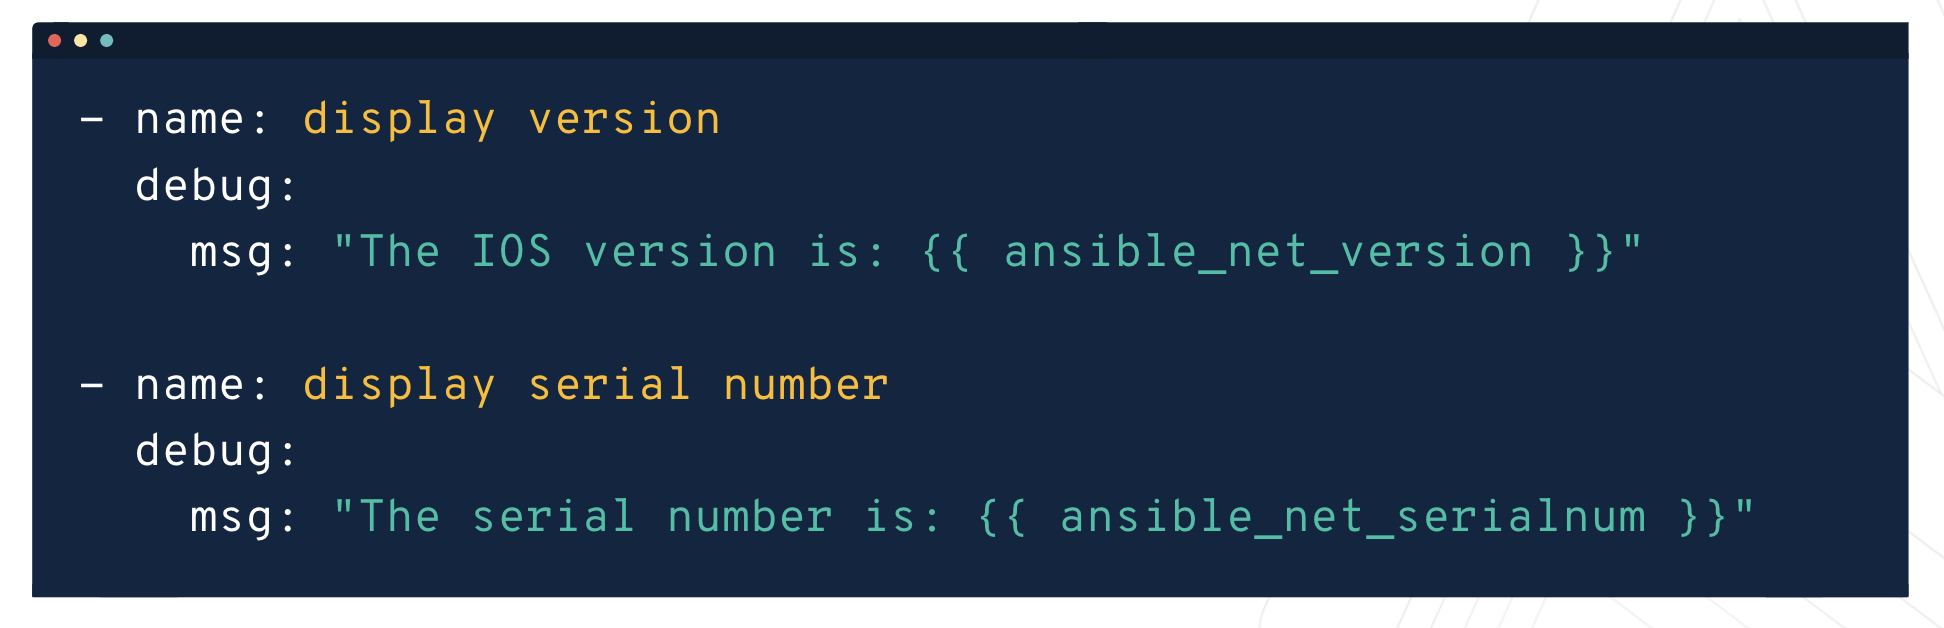 - name: display version
  debug:
    msg: "The IOS version is: {{ ansible_net_version }}"

- name: display serial number
  debug:
    msg: "The serial number is: {{ ansible_net_serialnum }}"